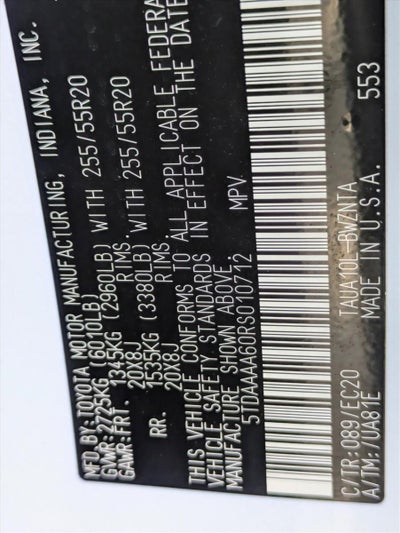 MFD BY:TOYOTA MOTOR MANUFACTURING, INDIANA, INC.
GVWR:2725KG (6010LB)
GAWR:FRT. 1345KG (2960LB) WITH 255/55R20
20X8J RIMS
RR. 1535KG (3380LB) WITH 255/55R20
20X8J RIMS
THIS VEHICLE CONFORMS TO ALL APPLICABLE FEDERA
VEHICLE SAFETY STANDARDS IN EFFECT ON THE DATE
MANUFACTURE SHOWN ABOVE.
5TDAAAA60RS010712 MPV
C/TR:089/EC20 TAUA10L-BWZNTA 553
A/TM:/UA81E MADE IN U.S.A.